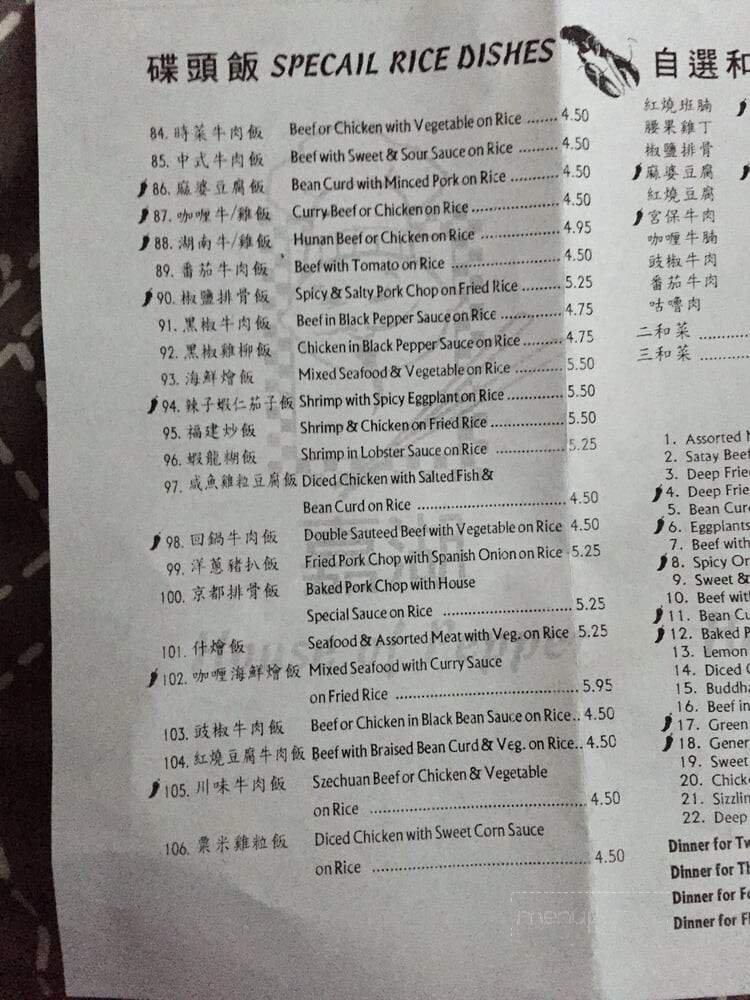 碟頭飯 SPECAIL RICE DISHES
84. 時菜牛肉飯 Beef or Chicken with Vegetable on Rice ....... 4.50
85. 中式牛肉飯 Beef with Sweet & Sour Sauce on Rice ......... 4.50
86. 麻婆豆腐飯 Bean Curd with Minced Pork on Rice ........... 4.50
87. 咖喱牛/雞飯 Curry Beef or Chicken on Rice ................. 4.50
88. 湖南牛/雞飯 Hunan Beef or Chicken on Rice ................ 4.95
89. 番茄牛肉飯 Beef with Tomato on Rice ...................... 4.50
90. 椒鹽排骨飯 Spicy & Salty Pork Chop on Fried Rice ......... 5.25
91. 黑椒牛肉飯 Beef in Black Pepper Sauce on Rice ............. 4.75
92. 黑椒雞柳飯 Chicken in Black Pepper Sauce on Rice ......... 4.75
93. 海鮮燴飯 Mixed Seafood & Vegetable on Rice ........... 5.50
94. 辣子蝦仁茄子飯 Shrimp with Spicy Eggplant on Rice ............ 5.50
95. 福建炒飯 Shrimp & Chicken on Fried Rice ................ 5.50
96. 蝦龍糊飯 Shrimp in Lobster Sauce on Rice ................ 5.25
97. 咸魚雞粒豆腐飯 Diced Chicken with Salted Fish &
Bean Curd on Rice .................................. 4.50
98. 回鍋牛肉飯 Double Sauteed Beef with Vegetable on Rice 4.50
99. 洋蔥豬扒飯 Fried Pork Chop with Spanish Onion on Rice 5.25
100. 京都排骨飯 Baked Pork Chop with House
Special Sauce on Rice ............................. 5.25
101. 什燴飯 Seafood & Assorted Meat with Veg. on Rice 5.25
102. 咖喱海鮮燴飯 Mixed Seafood with Curry Sauce
on Fried Rice ......................................... 5.95
103. 豉椒牛肉飯 Beef or Chicken in Black Bean Sauce on Rice.. 4.50
104. 紅燒豆腐牛肉飯 Beef with Braised Bean Curd & Veg. on Rice.. 4.50
105. 川味牛肉飯 Szechuan Beef or Chicken & Vegetable
on Rice ................................................ 4.50
106. 粟米雞粒飯 Diced Chicken with Sweet Corn Sauce
on Rice ................................................ 4.50
自選和
紅燒班腩
腰果雞丁
椒鹽排骨
麻婆豆腐
紅燒豆腐
宮保牛肉
咖喱牛腩
豉椒牛肉
番茄牛肉
咕嚕肉
二和菜 ...........
三和菜 ...........
1. Assorted
2. Satay Beef
3. Deep Frie
4. Deep Frie
5. Bean Cur
6. Eggplants
7. Beef with
8. Spicy Or
9. Sweet &
10. Beef wit
11. Bean Cu
12. Baked P
13. Lemon
14. Diced
15. Buddha
16. Beef in
17. Green
18. Gener
19. Sweet
20. Chick
21. Sizzlin
22. Deep
Dinner for Tw
Dinner for Th
Dinner for Fo
Dinner for Fi